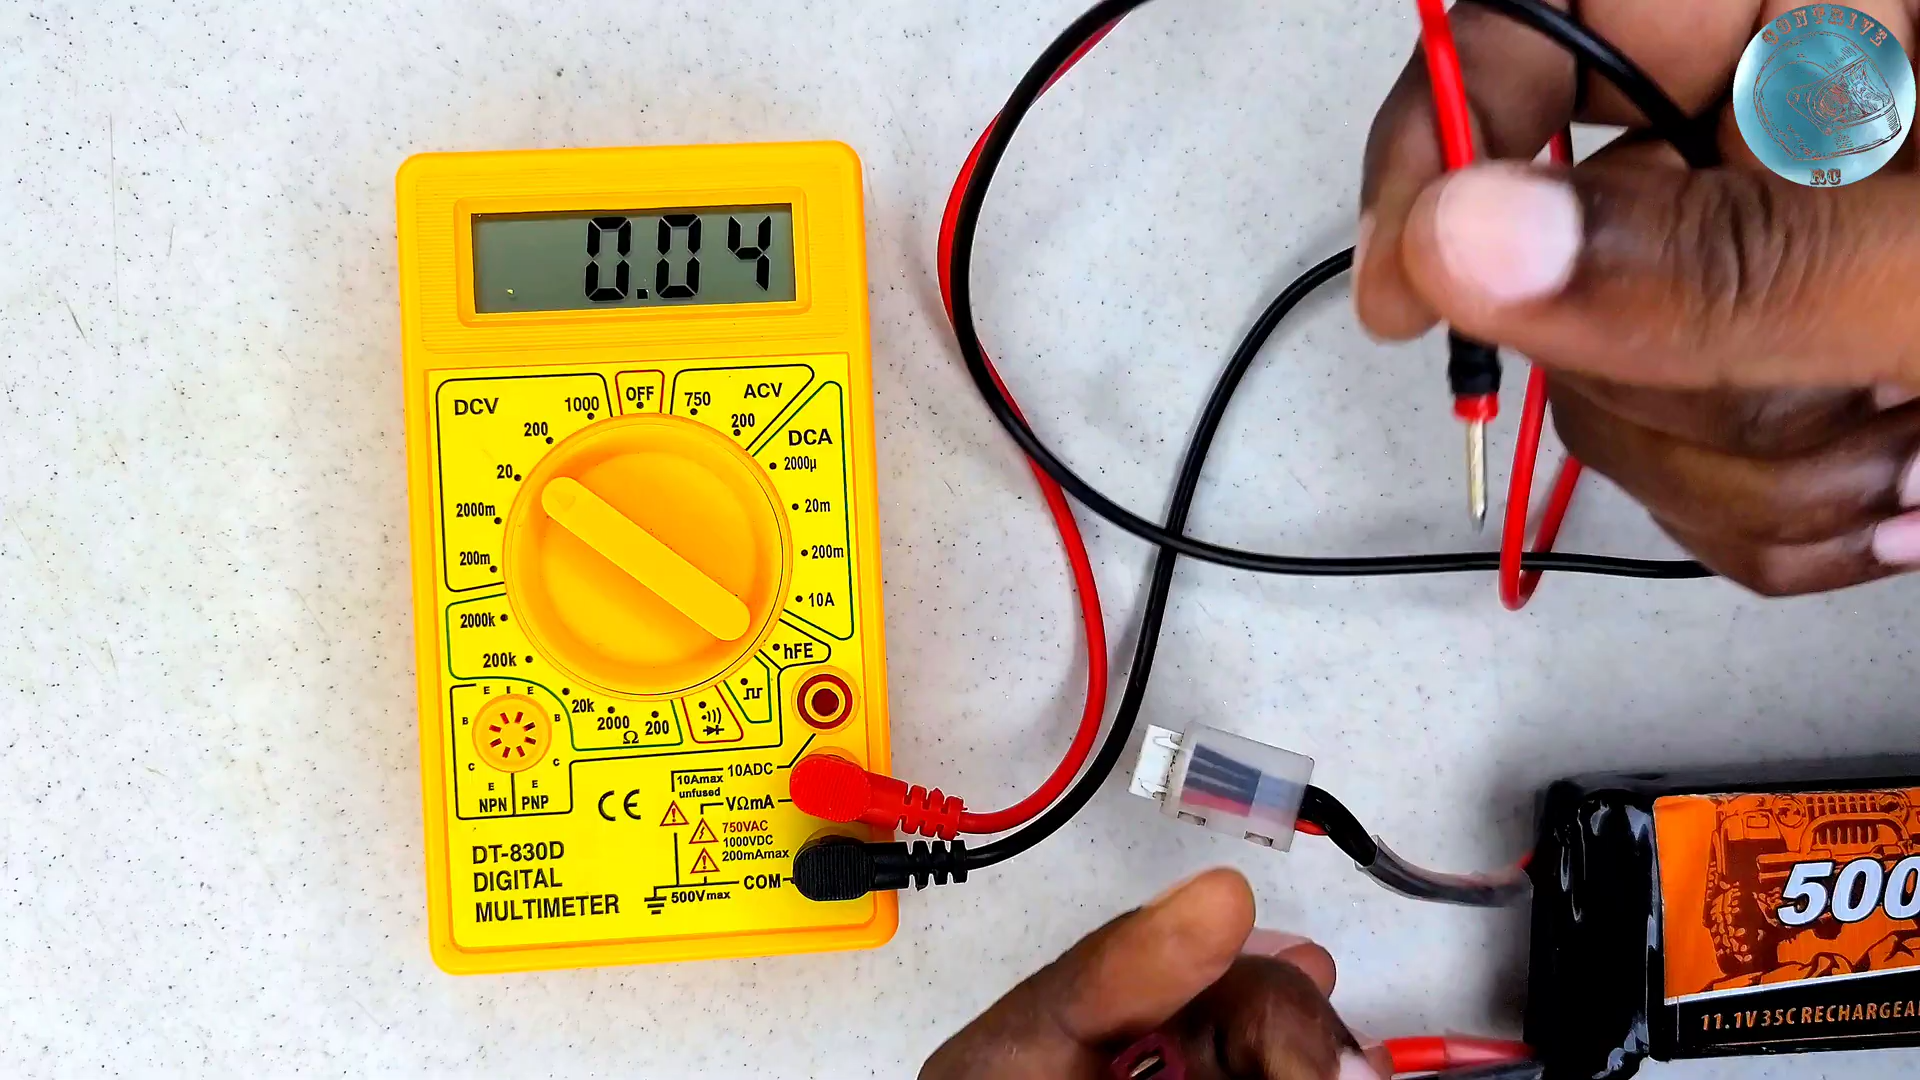 CONTRIVE
RC
0.04
DCV
1000
OFF
750
ACV
200
200
DCA
20
2000µ
2000m
20m
200m
200m
2000k
10A
200k
hFE
20k
2000
Ω
200
E E E
B B
C C
E E
NPN PNP
CE
10Amax
unfused
10ADC
VΩmA
750VAC
1000VDC
200mAmax
COM
500Vmax
DT-830D
DIGITAL
MULTIMETER
500
11.1V 35C RECHARGEA